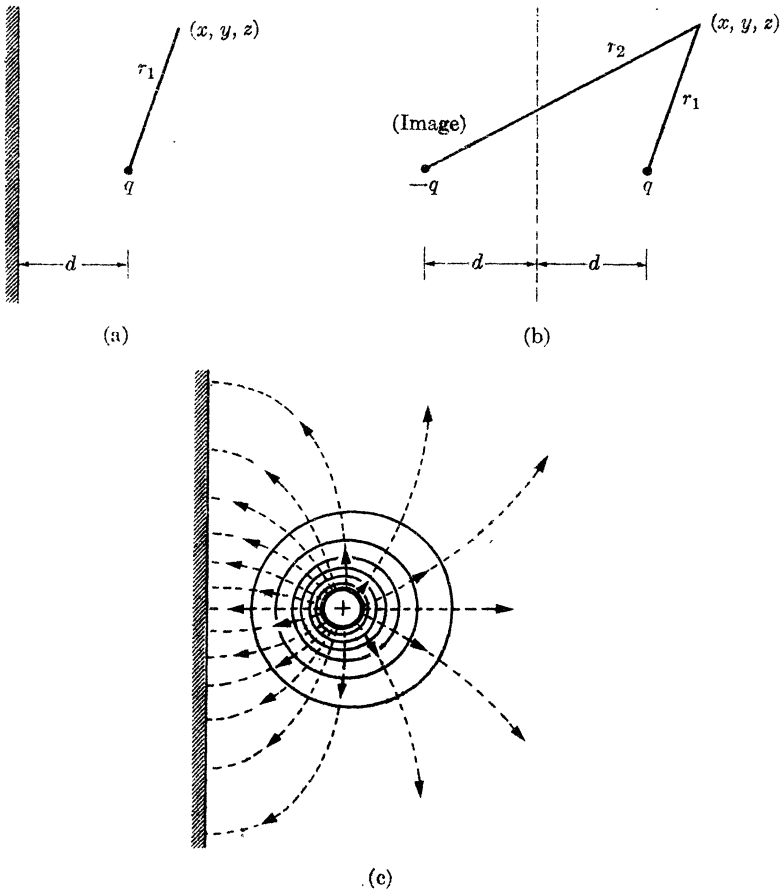 (x, y, z)
r₁
q
d
(a)
(x, y, z)
r₂
r₁
(Image)
—q
q
d
d
(b)
+
(c)